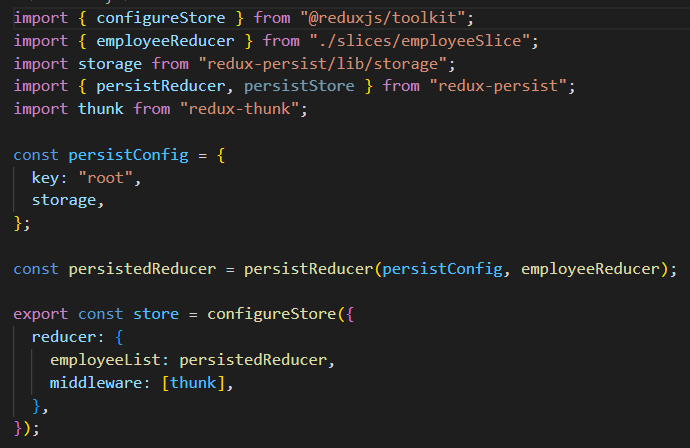 import { configureStore } from "@reduxjs/toolkit";
import { employeeReducer } from "./slices/employeeSlice";
import storage from "redux-persist/lib/storage";
import { persistReducer, persistStore } from "redux-persist";
import thunk from "redux-thunk";

const persistConfig = {
  key: "root",
  storage,
};

const persistedReducer = persistReducer(persistConfig, employeeReducer);

export const store = configureStore({
  reducer: {
    employeeList: persistedReducer,
    middleware: [thunk],
  },
});